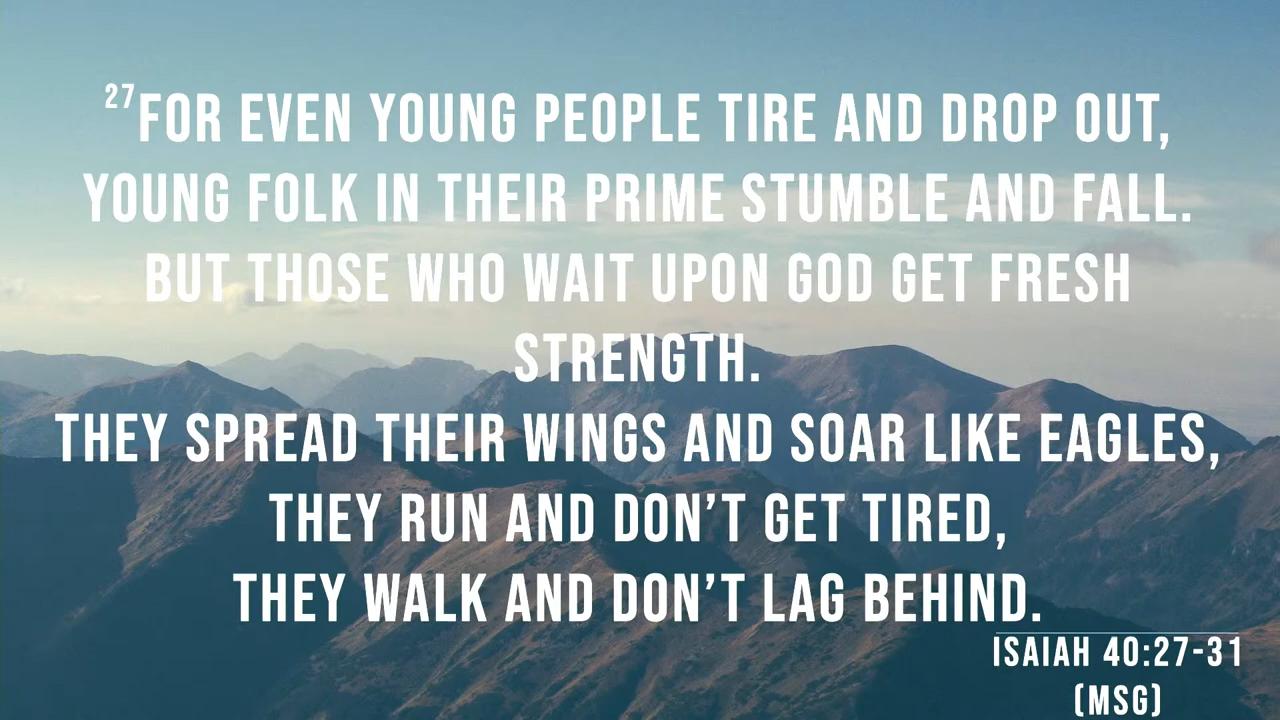 27FOR EVEN YOUNG PEOPLE TIRE AND DROP OUT,
YOUNG FOLK IN THEIR PRIME STUMBLE AND FALL.
BUT THOSE WHO WAIT UPON GOD GET FRESH
STRENGTH.
THEY SPREAD THEIR WINGS AND SOAR LIKE EAGLES,
THEY RUN AND DON’T GET TIRED,
THEY WALK AND DON’T LAG BEHIND.
ISAIAH 40:27-31
(MSG)